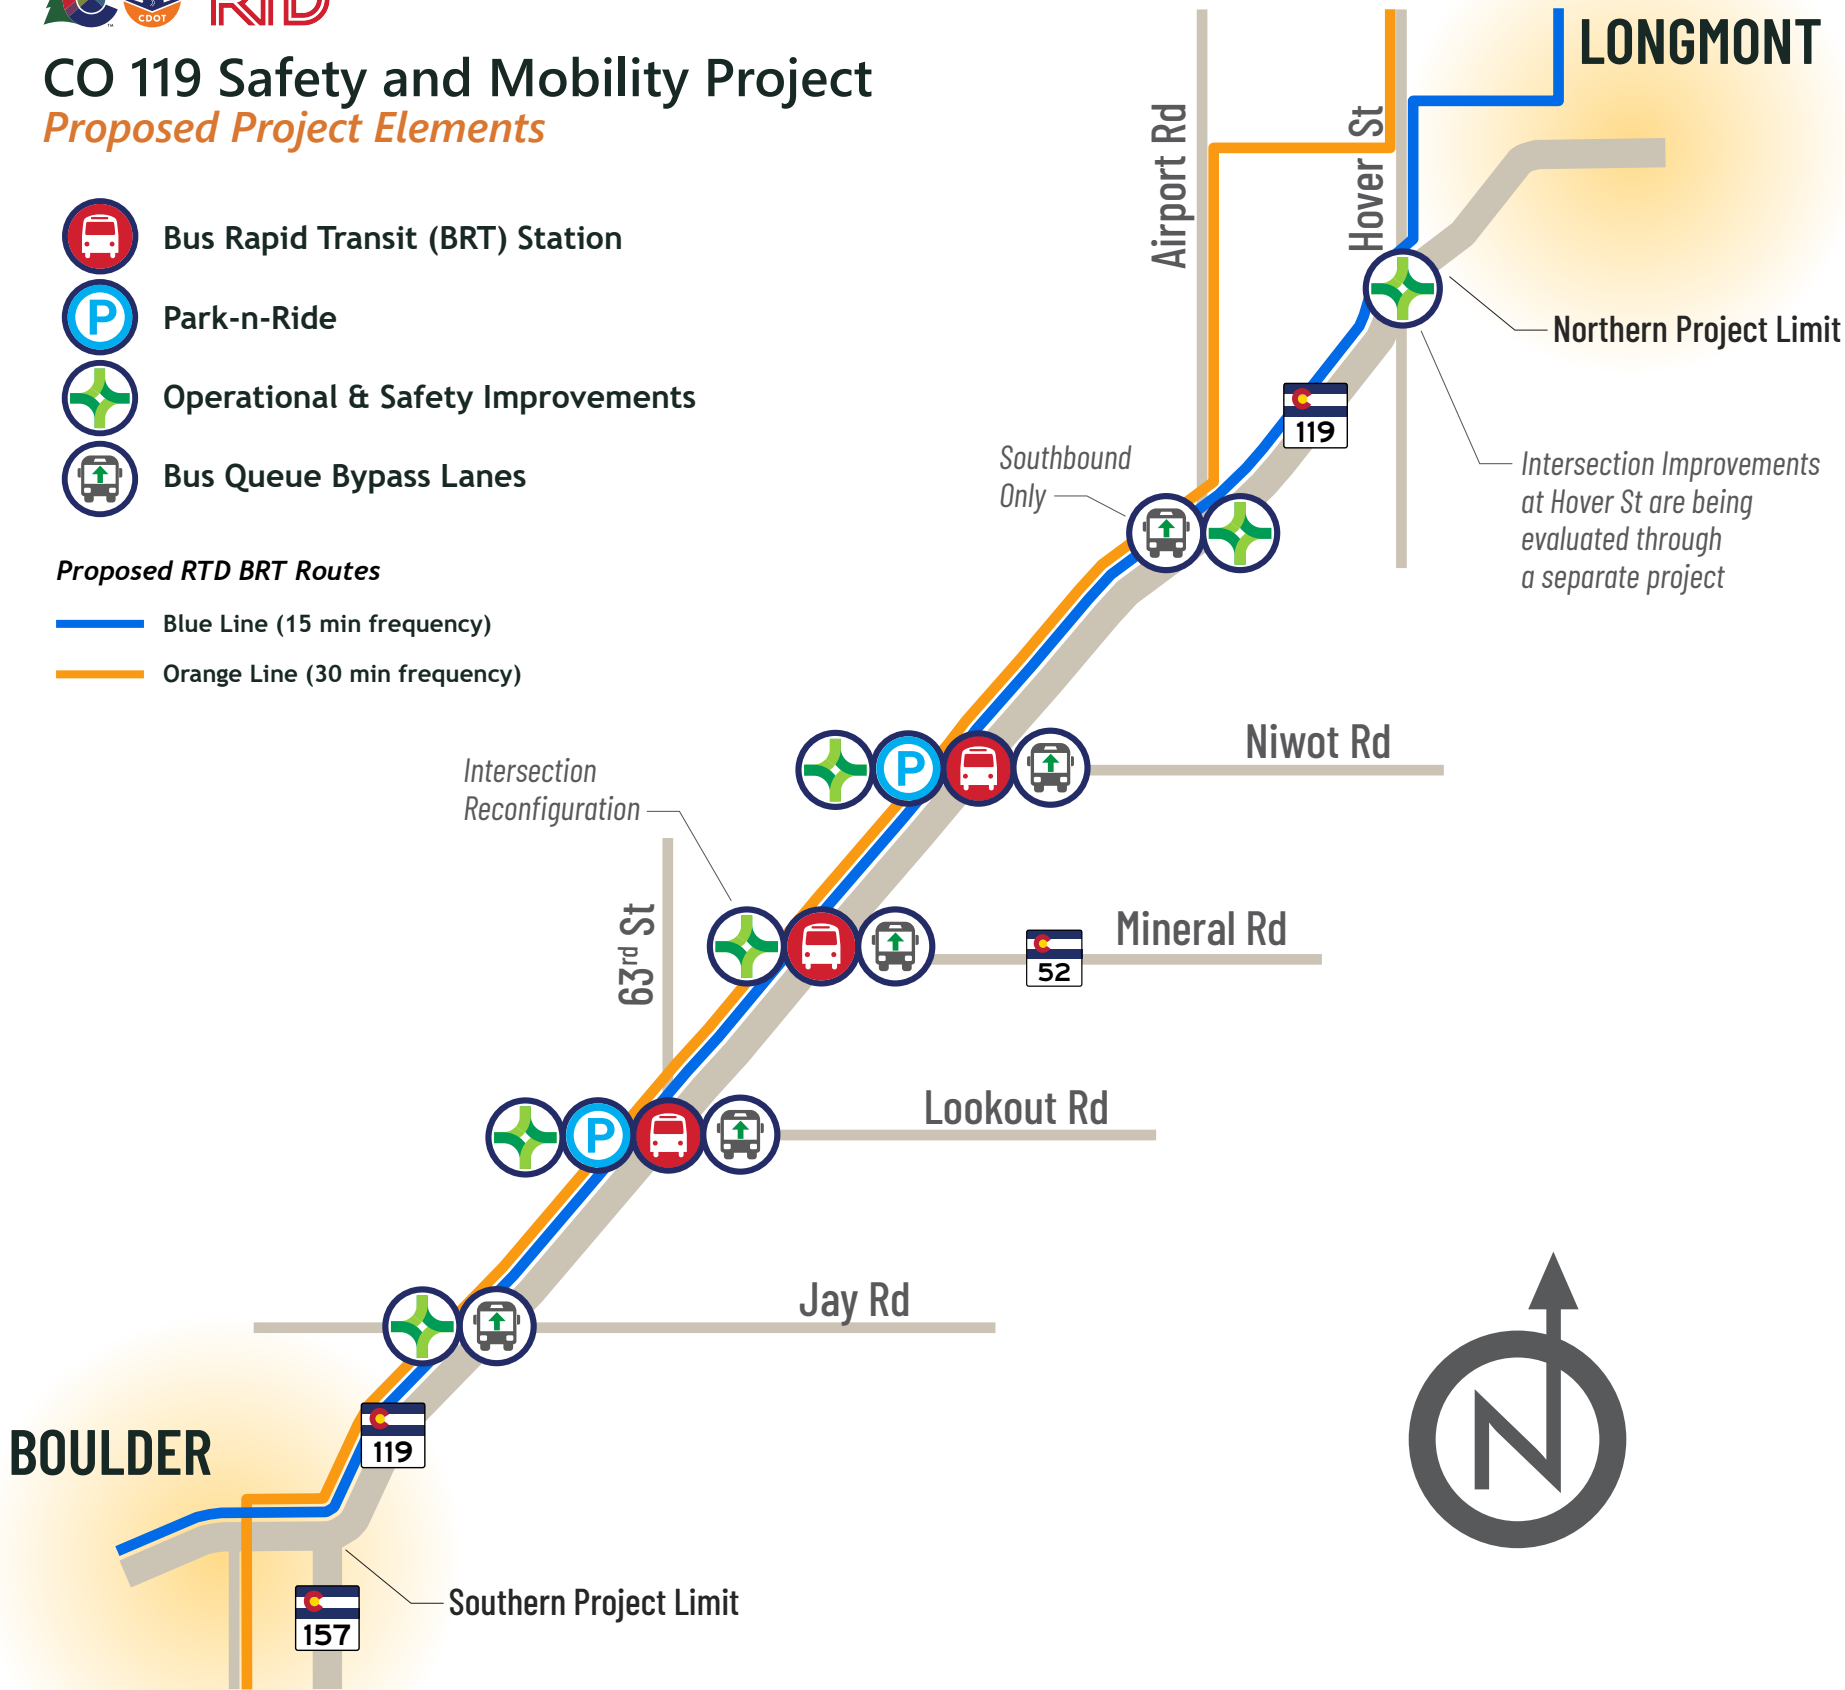 CDOT
RTD
CO 119 Safety and Mobility Project
Proposed Project Elements
Bus Rapid Transit (BRT) Station
P
Park-n-Ride
Operational & Safety Improvements
Bus Queue Bypass Lanes
Proposed RTD BRT Routes
Blue Line (15 min frequency)
Orange Line (30 min frequency)
LONGMONT
Airport Rd
Hover St
Northern Project Limit
119
Southbound
Only
Intersection Improvements
at Hover St are being
evaluated through
a separate project
Niwot Rd
P
Intersection
Reconfiguration
63rd St
Mineral Rd
52
Lookout Rd
P
Jay Rd
BOULDER
119
Southern Project Limit
157
N